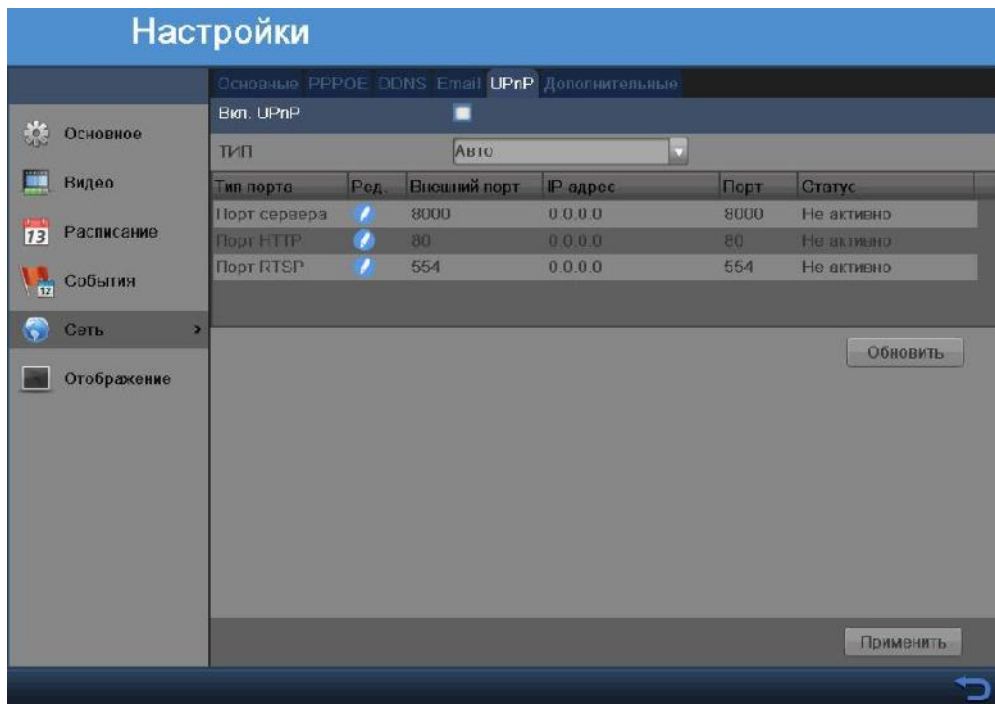 Настройки
Основные PPPOE DDNS Email UPnP Дополнительные
Вкл. UPnP
Основное
ТИП Авто
Видео
Тип порта Ред. Внешний порт IP адрес Порт Статус
Порт сервера 8000 0.0.0.0 8000 Не активно
13 Расписание
Порт HTTP 80 0.0.0.0 80 Не активно
Порт RTSP 554 0.0.0.0 554 Не активно
События
12
Сеть >
Обновить
Отображение
Применить